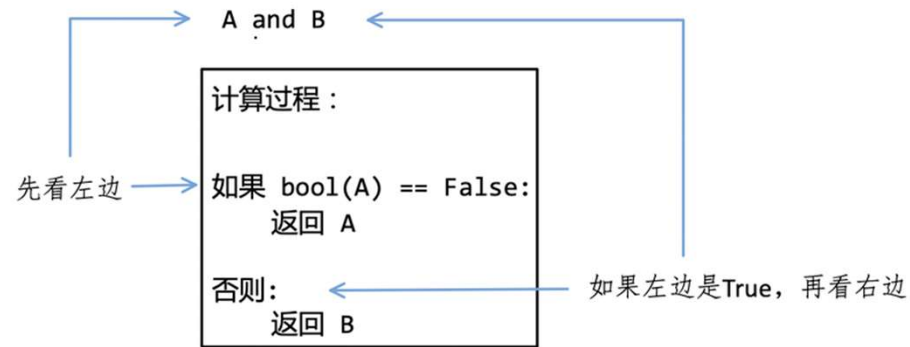 A and B
计算过程：
先看左边
如果 bool(A) == False:
返回 A
否则:
如果左边是True，再看右边
返回 B